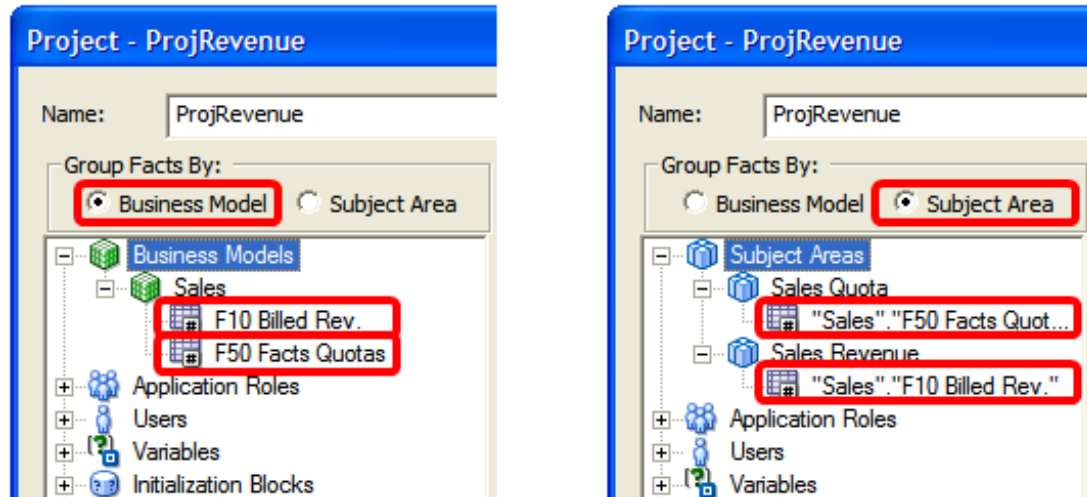 Project - ProjRevenue
Name: ProjRevenue
Group Facts By:
Business Model Subject Area
Business Models
Sales
F10 Billed Rev.
F50 Facts Quotas
Application Roles
Users
Variables
Initialization Blocks
Project - ProjRevenue
Name: ProjRevenue
Group Facts By:
Business Model Subject Area
Subject Areas
Sales Quota
"Sales"."F50 Facts Quot...
Sales Revenue
"Sales"."F10 Billed Rev."
Application Roles
Users
Variables